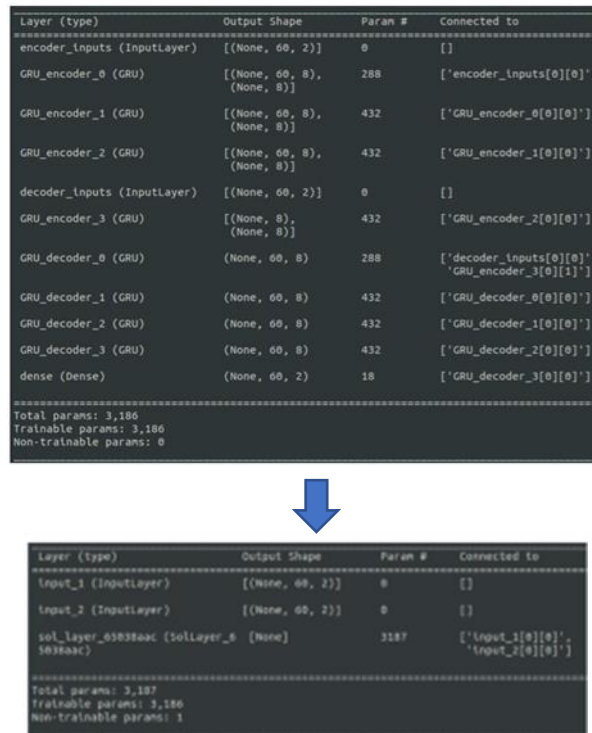 Layer (type) Output Shape Param # Connected to
encoder_inputs (InputLayer) [(None, 60, 2)] 0 []
GRU_encoder_0 (GRU) [(None, 60, 8), 288 ['encoder_inputs[0][0]'
(None, 8)]
GRU_encoder_1 (GRU) [(None, 60, 8), 432 ['GRU_encoder_0[0][0]']
(None, 8)]
GRU_encoder_2 (GRU) [(None, 60, 8), 432 ['GRU_encoder_1[0][0]']
(None, 8)]
decoder_inputs (InputLayer) [(None, 60, 2)] 0 []
GRU_encoder_3 (GRU) [(None, 8), 432 ['GRU_encoder_2[0][0]']
(None, 8)]
GRU_decoder_0 (GRU) (None, 60, 8) 288 ['decoder_inputs[0][0]'
'GRU_encoder_3[0][1]']
GRU_decoder_1 (GRU) (None, 60, 8) 432 ['GRU_decoder_0[0][0]']
GRU_decoder_2 (GRU) (None, 60, 8) 432 ['GRU_decoder_1[0][0]']
GRU_decoder_3 (GRU) (None, 60, 8) 432 ['GRU_decoder_2[0][0]']
dense (Dense) (None, 60, 2) 18 ['GRU_decoder_3[0][0]']
Total params: 3,186
Trainable params: 3,186
Non-trainable params: 0
Layer (type) Output Shape Param # Connected to
input_1 (InputLayer) [(None, 60, 2)] 0 []
input_2 (InputLayer) [(None, 60, 2)] 0 []
sol_layer_65038aac (SolLayer_6 [None] 3187 ['input_1[0][0]',
5038aac) 'input_2[0][0]']
Total params: 3,187
Trainable params: 3,186
Non-trainable params: 1